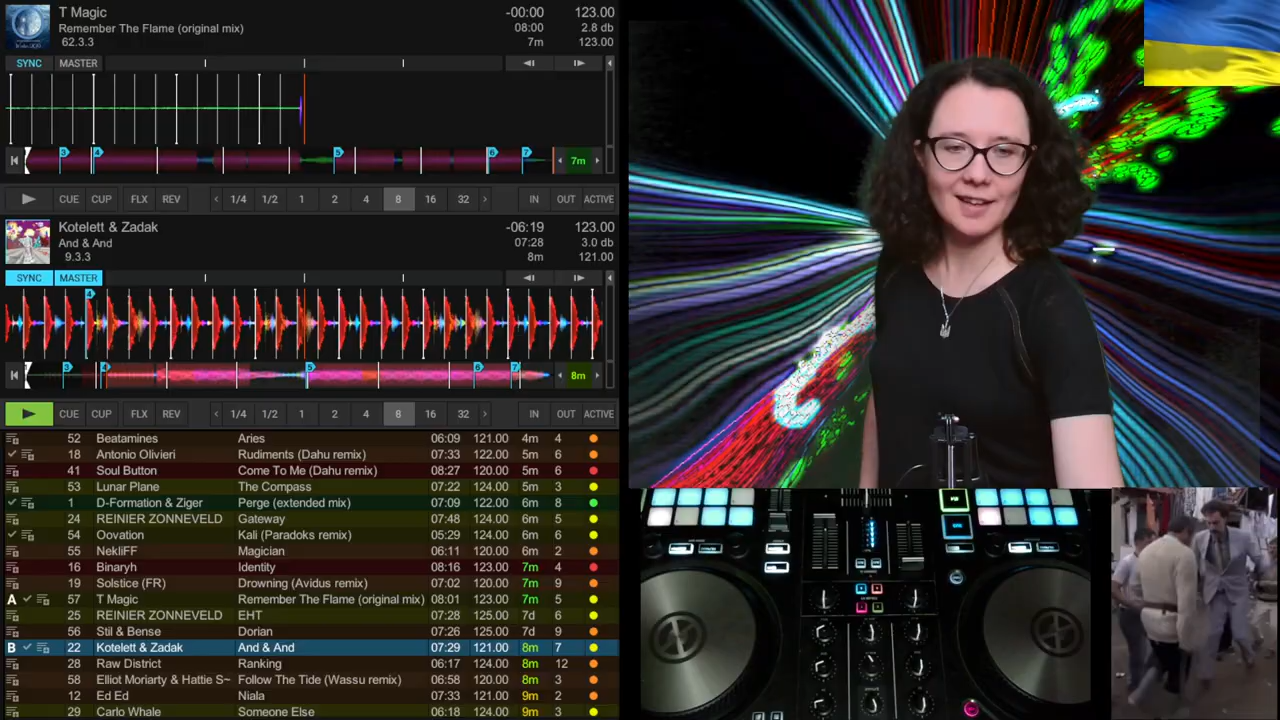 T Magic -00:00 123.00
Remember The Flame (original mix) 08:00 2.8 db
62.3.3 7m 123.00
SYNC MASTER
3 4 5 6 7 7m
CUE CUP FLX REV 1/4 1/2 1 2 4 8 16 32 IN OUT ACTIVE
Kotelett & Zadak -06:19 123.00
And & And 07:28 3.0 db
9.3.3 8m 121.00
SYNC MASTER
4
3 4 5 6 7 8m
CUE CUP FLX REV 1/4 1/2 1 2 4 8 16 32 IN OUT ACTIVE
52 Beatamines Aries 06:09 121.00 4m 4
18 Antonio Olivieri Rudiments (Dahu remix) 07:33 122.00 5m 6
41 Soul Button Come To Me (Dahu remix) 08:27 120.00 5m 6
53 Lunar Plane The Compass 07:22 124.00 5m 3
1 D-Formation & Ziger Perge (extended mix) 07:09 122.00 6m 8
24 REINIER ZONNEVELD Gateway 07:48 124.00 6m 5
54 Oovation Kali (Paradoks remix) 05:29 124.00 6m 6
55 NekliFF Magician 06:11 120.00 6m 2
16 Binaryh Identity 08:16 123.00 7m 4
19 Solstice (FR) Drowning (Avidus remix) 07:02 120.00 7m 9
A 57 T Magic Remember The Flame (original mix) 08:01 123.00 7m 5
25 REINIER ZONNEVELD EHT 07:28 125.00 7d 6
56 Stil & Bense Dorian 07:26 125.00 7d 9
B 22 Kotelett & Zadak And & And 07:29 121.00 8m 7
28 Raw District Ranking 06:17 124.00 8m 12
58 Elliot Moriarty & Hattie S~ Follow The Tide (Wassu remix) 06:58 120.00 8m 3
12 Ed Ed Niala 07:33 121.00 9m 2
29 Carlo Whale Someone Else 06:18 124.00 9m 3